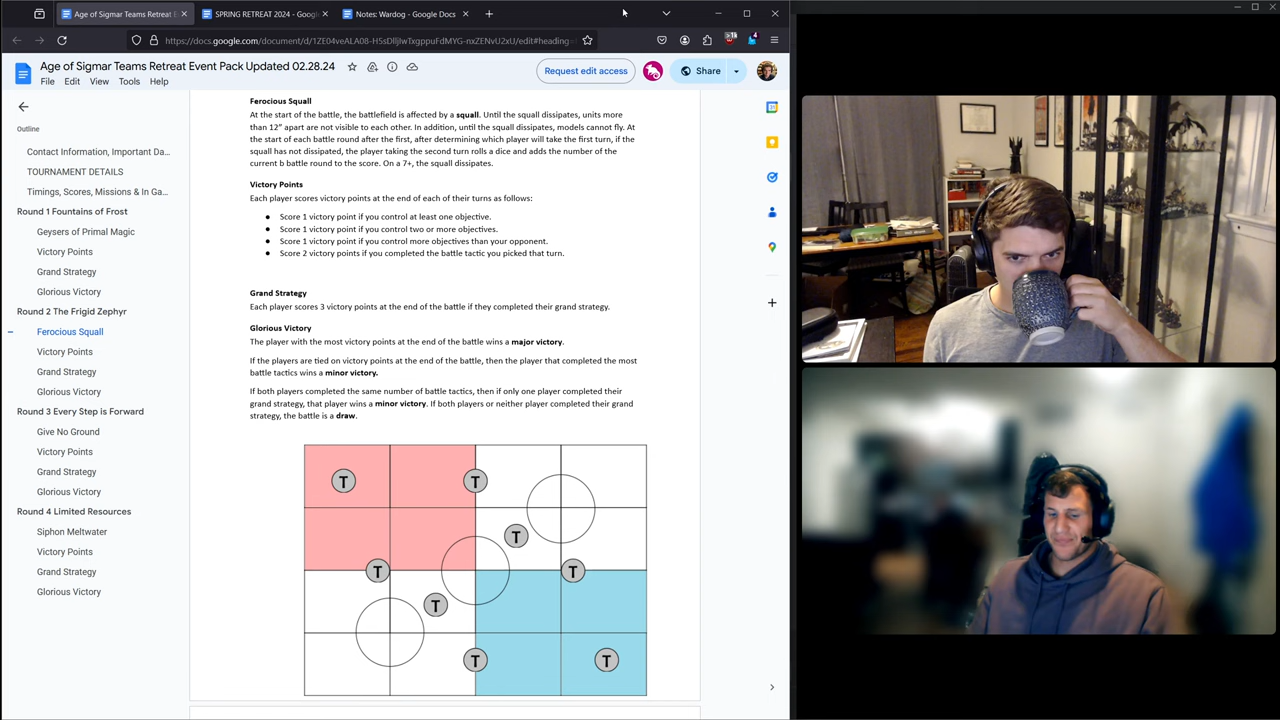 Age of Sigmar Teams Retreat E
SPRING RETREAT 2024 - Googl
Notes: Wardog - Google Docs
https://docs.google.com/document/d/1ZE04veALA08-H5sDlljIwTxgppuFdMYG-nxZENvU2xU/edit#heading=
Age of Sigmar Teams Retreat Event Pack Updated 02.28.24
File Edit View Tools Help
Request edit access
Share
Outline
Contact Information, Important Da...
TOURNAMENT DETAILS
Timings, Scores, Missions & In Ga...
Round 1 Fountains of Frost
Geysers of Primal Magic
Victory Points
Grand Strategy
Glorious Victory
Round 2 The Frigid Zephyr
Ferocious Squall
Victory Points
Grand Strategy
Glorious Victory
Round 3 Every Step is Forward
Give No Ground
Victory Points
Grand Strategy
Glorious Victory
Round 4 Limited Resources
Siphon Meltwater
Victory Points
Grand Strategy
Glorious Victory
Ferocious Squall
At the start of the battle, the battlefield is affected by a squall. Until the squall dissipates, units more
than 12" apart are not visible to each other. In addition, until the squall dissipates, models cannot fly. At
the start of each battle round after the first, after determining which player will take the first turn, if the
squall has not dissipated, the player taking the second turn rolls a dice and adds the number of the
current b battle round to the score. On a 7+, the squall dissipates.
Victory Points
Each player scores victory points at the end of each of their turns as follows:
● Score 1 victory point if you control at least one objective.
● Score 1 victory point if you control two or more objectives.
● Score 1 victory point if you control more objectives than your opponent.
● Score 2 victory points if you completed the battle tactic you picked that turn.
Grand Strategy
Each player scores 3 victory points at the end of the battle if they completed their grand strategy.
Glorious Victory
The player with the most victory points at the end of the battle wins a major victory.
If the players are tied on victory points at the end of the battle, then the player that completed the most
battle tactics wins a minor victory.
If both players completed the same number of battle tactics, then if only one player completed their
grand strategy, that player wins a minor victory. If both players or neither player completed their grand
strategy, the battle is a draw.
T T
T
T T
T
T T